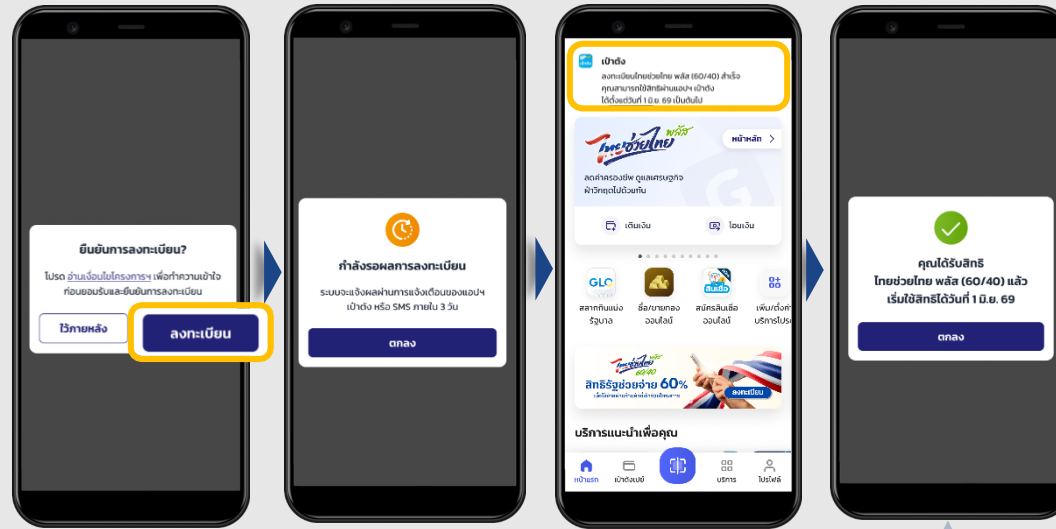 ยืนยันการลงทะเบียน?
โปรด อ่านเงื่อนไขโครงการฯ เพื่อทำความเข้าใจ
ก่อนยอมรับและยืนยันการลงทะเบียน
ไว้ภายหลัง
ลงทะเบียน
กำลังรอผลการลงทะเบียน
ระบบจะแจ้งผลผ่านการแจ้งเตือนของแอปฯ
เป๋าตัง หรือ SMS ภายใน 3 วัน
ตกลง
เป๋าตัง
ลงทะเบียนไทยช่วยไทย พลัส (60/40) สำเร็จ
คุณสามารถใช้สิทธิผ่านแอปฯ เป๋าตัง
ได้ตั้งแต่วันที่ 1 มิ.ย. 69 เป็นต้นไป
ไทยช่วยไทย พลัส
หน้าหลัก >
ลดค่าครองชีพ ดูแลเศรษฐกิจ
ฝ่าวิกฤตไปด้วยกัน
เติมเงิน
โอนเงิน
GLO
สินเชื่อ
สลากกินแบ่ง
รัฐบาล
ซื้อ/ขายทอง
ออนไลน์
สมัครสินเชื่อ
ออนไลน์
เพิ่ม/ตั้งค่า
บริการโปร
ไทยช่วยไทย พลัส
60/40
สิทธิรัฐช่วยจ่าย 60%
ลงทะเบียน
บริการแนะนำเพื่อคุณ
หน้าแรก
เป๋าตังเปย์
บริการ
โปรไฟล์
คุณได้รับสิทธิ
ไทยช่วยไทย พลัส (60/40) แล้ว
เริ่มใช้สิทธิได้วันที่ 1 มิ.ย. 69
ตกลง